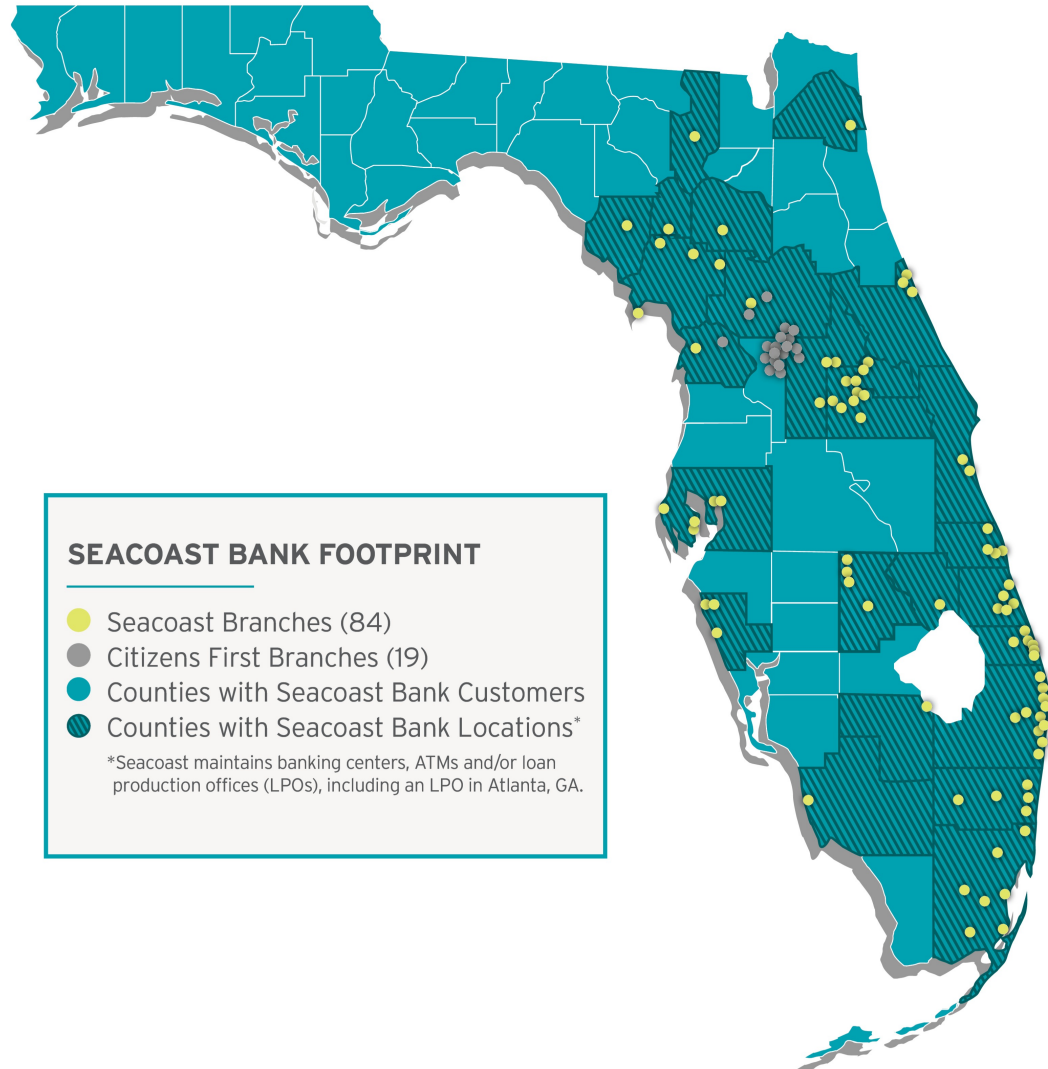 SEACOAST BANK FOOTPRINT
Seacoast Branches (84)
Citizens First Branches (19)
Counties with Seacoast Bank Customers
Counties with Seacoast Bank Locations*
*Seacoast maintains banking centers, ATMs and/or loan
production offices (LPOs), including an LPO in Atlanta, GA.